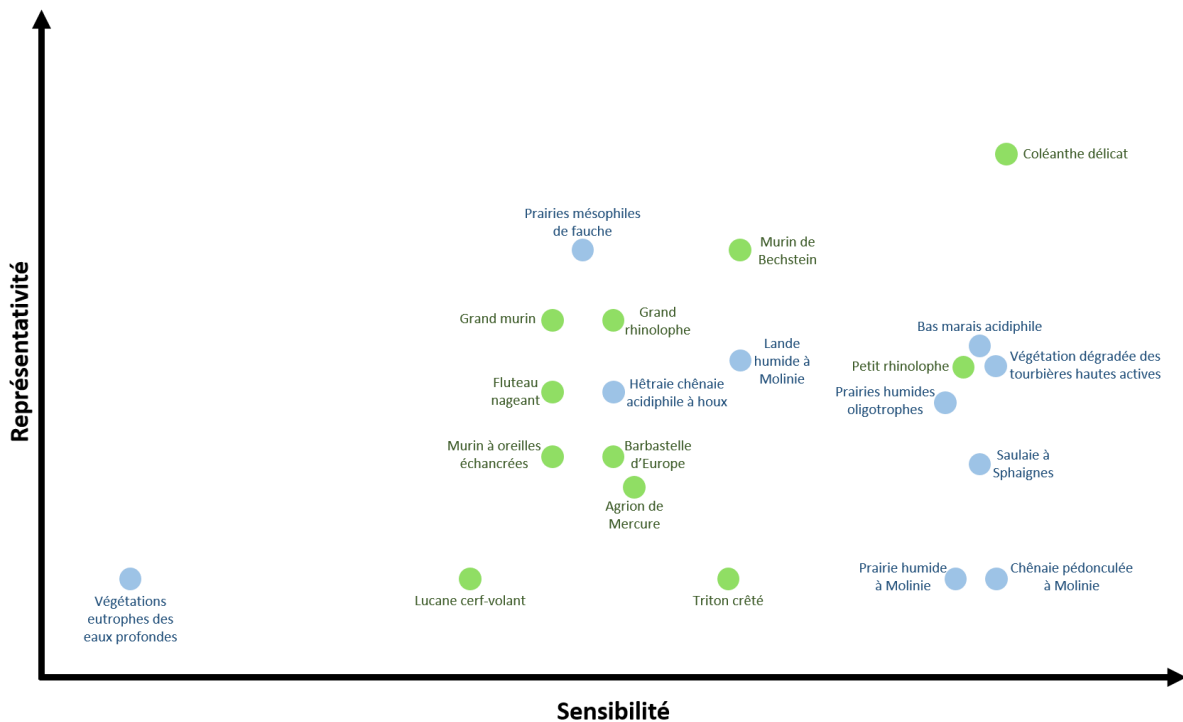 Coléanthe délicat
Prairies mésophiles
de fauche
Murin de
Bechstein
Grand murin
Grand
rhinolophe
Bas marais acidiphile
Lande
humide à
Molinie
Petit rhinolophe
Végétation dégradée des
tourbières hautes actives
Fluteau
nageant
Hêtraie chênaie
acidiphile à houx
Prairies humides
oligotrophes
Murin à oreilles
échancrées
Barbastelle
d'Europe
Saulaie à
Sphaignes
Agrion de
Mercure
Végétations
eutrophes des
eaux profondes
Lucane cerf-volant
Triton crêté
Prairie humide
à Molinie
Chênaie pédonculée
à Molinie
Représentativité
Sensibilité